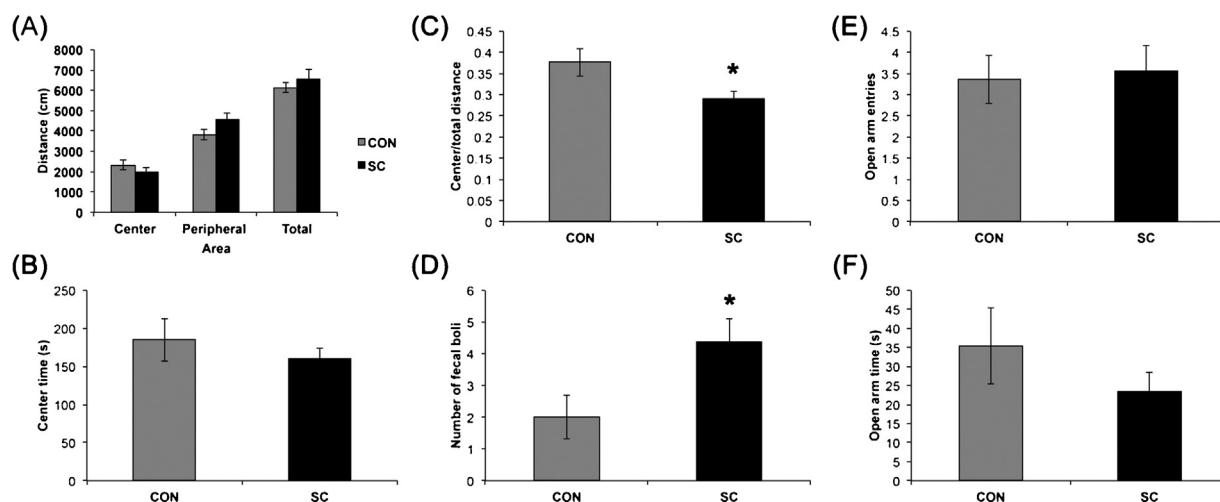 (A)
8000
7000
6000
5000
4000
3000
2000
1000
0
Distance (cm)
Center
Peripheral
Total
Area
CON
SC
(B)
250
200
150
100
50
0
Center time (s)
CON
SC
(C)
0.45
0.4
0.35
0.3
0.25
0.2
0.15
0.1
0.05
0
Center/total distance
*
CON
SC
(D)
6
5
4
3
2
1
0
Number of fecal boli
*
CON
SC
(E)
4.5
4
3.5
3
2.5
2
1.5
1
0.5
0
Open arm entries
CON
SC
(F)
50
45
40
35
30
25
20
15
10
5
0
Open arm time (s)
CON
SC